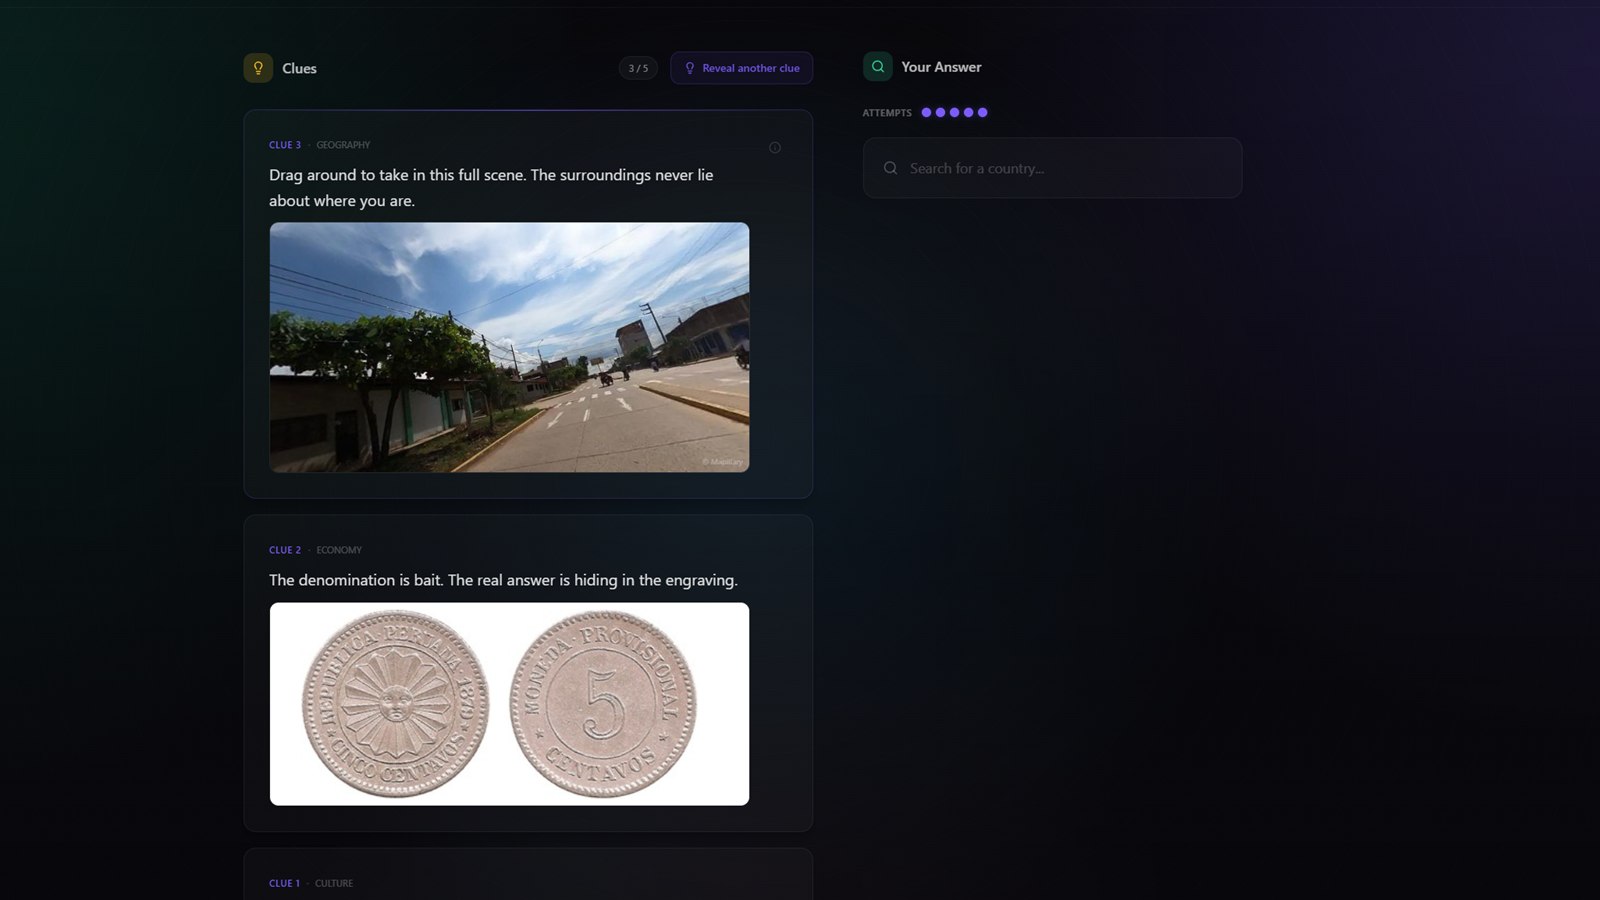 Clues
3 / 5
Reveal another clue
CLUE 3 · GEOGRAPHY
Drag around to take in this full scene. The surroundings never lie
about where you are.
© Mapillary
CLUE 2 · ECONOMY
The denomination is bait. The real answer is hiding in the engraving.
REPUBLICA PERUANA 1879
CINCO CENTAVOS
MONEDA PROVISIONAL
5
CENTAVOS
CLUE 1 · CULTURE
Your Answer
ATTEMPTS
Search for a country...